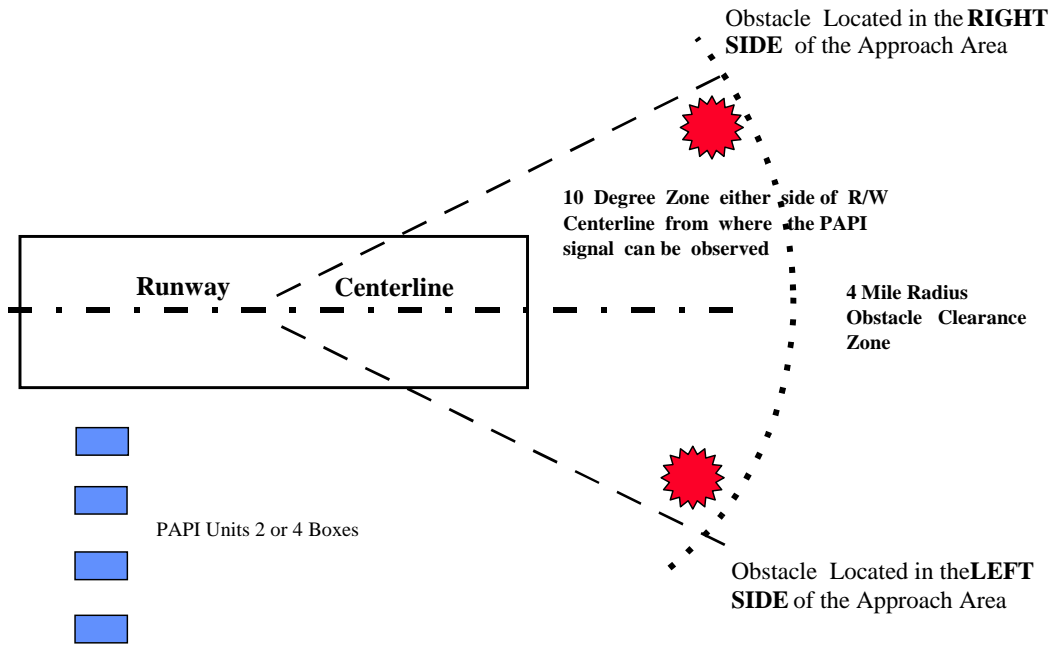 Obstacle Located in the RIGHT
SIDE of the Approach Area
10 Degree Zone either side of R/W
Centerline from where the PAPI
signal can be observed
Runway Centerline
4 Mile Radius
Obstacle Clearance
Zone
PAPI Units 2 or 4 Boxes
Obstacle Located in the LEFT
SIDE of the Approach Area